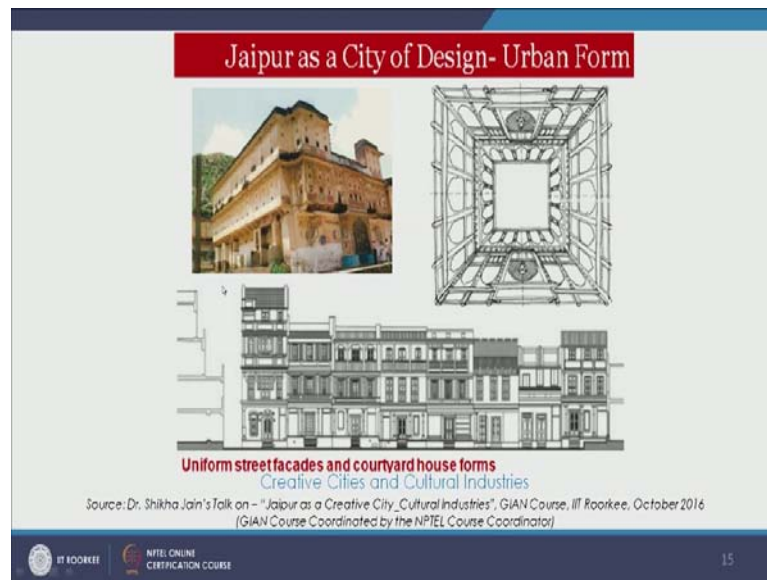 Jaipur as a City of Design- Urban Form
Uniform street facades and courtyard house forms
Creative Cities and Cultural Industries
Source: Dr. Shikha Jain's Talk on – "Jaipur as a Creative City_Cultural Industries", GIAN Course, IIT Roorkee, October 2016
(GIAN Course Coordinated by the NPTEL Course Coordinator)
IIT ROORKEE
NPTEL ONLINE
CERTIFICATION COURSE
15